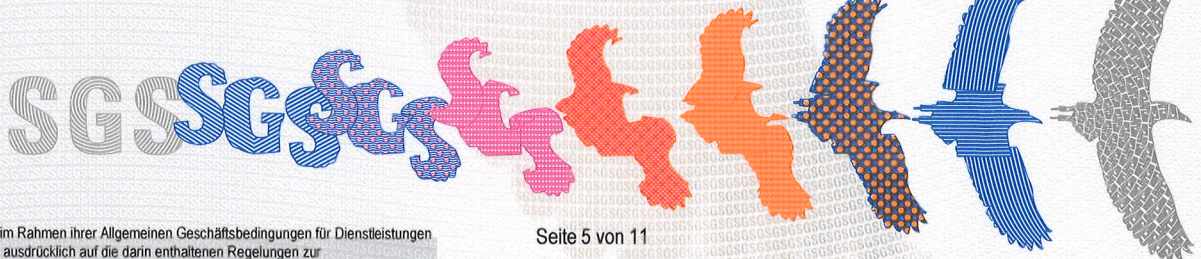 SGS SGS SGS
im Rahmen ihrer Allgemeinen Geschäftsbedingungen für Dienstleistungen
ausdrücklich auf die darin enthaltenen Regelungen zur
Seite 5 von 11